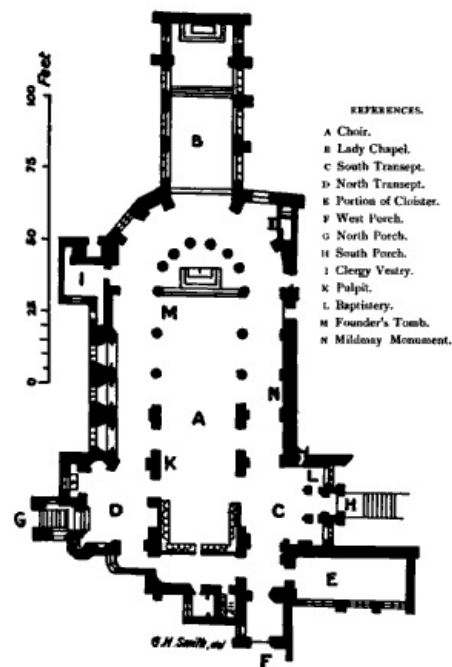 REFERENCES.
A Choir.
B Lady Chapel.
C South Transept.
D North Transept.
E Portion of Cloister.
F West Porch.
G North Porch.
H South Porch.
I Clergy Vestry.
K Pulpit.
L Baptistery.
M Founder's Tomb.
N Mildmay Monument.
Feet
100
75
50
25
0
B
I
M
N
A
K
L
G
D
C
H
E
F
G.H. Smith, del